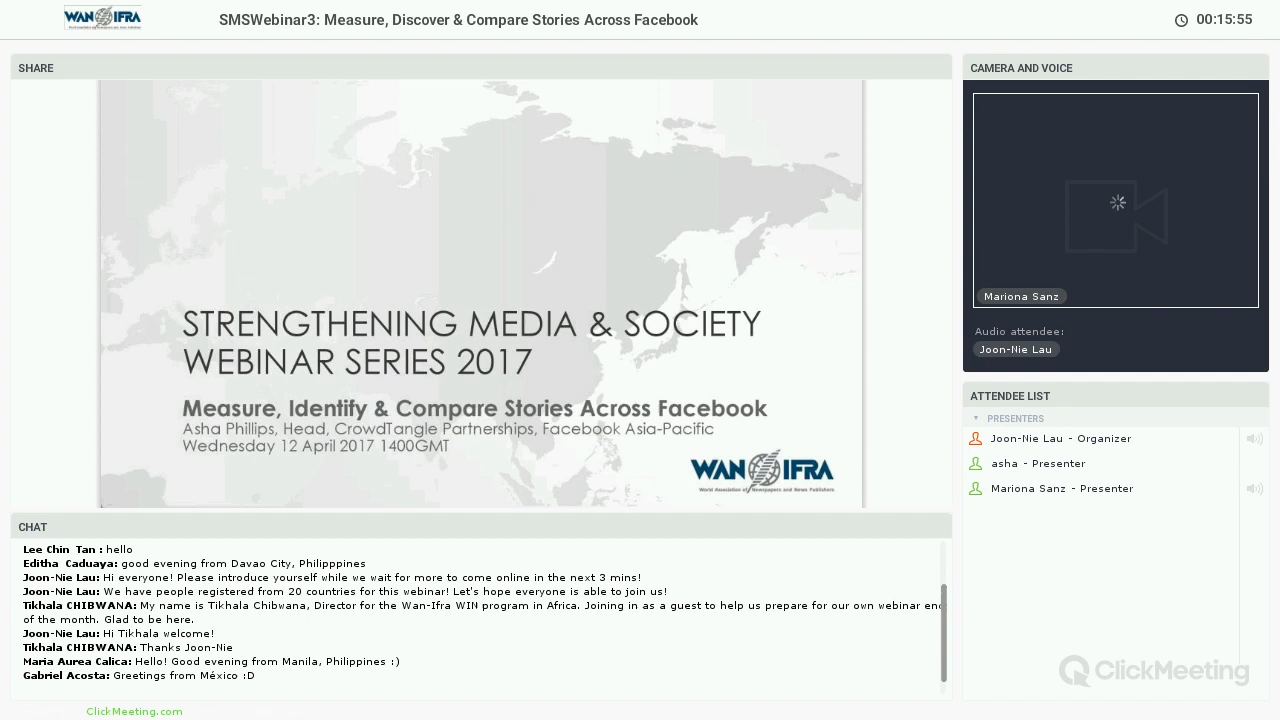 WAN IFRA
SMSWebinar3: Measure, Discover & Compare Stories Across Facebook
00:15:55
SHARE
STRENGTHENING MEDIA & SOCIETY
WEBINAR SERIES 2017
Measure, Identify & Compare Stories Across Facebook
Asha Phillips, Head, CrowdTangle Partnerships, Facebook Asia-Pacific
Wednesday 12 April 2017 1400GMT
WAN IFRA
World Association of Newspapers and News Publishers
CHAT
Lee Chin Tan : hello
Editha Caduaya: good evening from Davao City, Philipppines
Joon-Nie Lau: Hi everyone! Please introduce yourself while we wait for more to come online in the next 3 mins!
Joon-Nie Lau: We have people registered from 20 countries for this webinar! Let's hope everyone is able to join us!
Tikhala CHIBWANA: My name is Tikhala Chibwana, Director for the Wan-Ifra WIN program in Africa. Joining in as a guest to help us prepare for our own webinar end
of the month. Glad to be here.
Joon-Nie Lau: Hi Tikhala welcome!
Tikhala CHIBWANA: Thanks Joon-Nie
Maria Aurea Calica: Hello! Good evening from Manila, Philippines :)
Gabriel Acosta: Greetings from México :D
ClickMeeting.com
CAMERA AND VOICE
Mariona Sanz
Audio attendee:
Joon-Nie Lau
ATTENDEE LIST
PRESENTERS
Joon-Nie Lau - Organizer
asha - Presenter
Mariona Sanz - Presenter
ClickMeeting